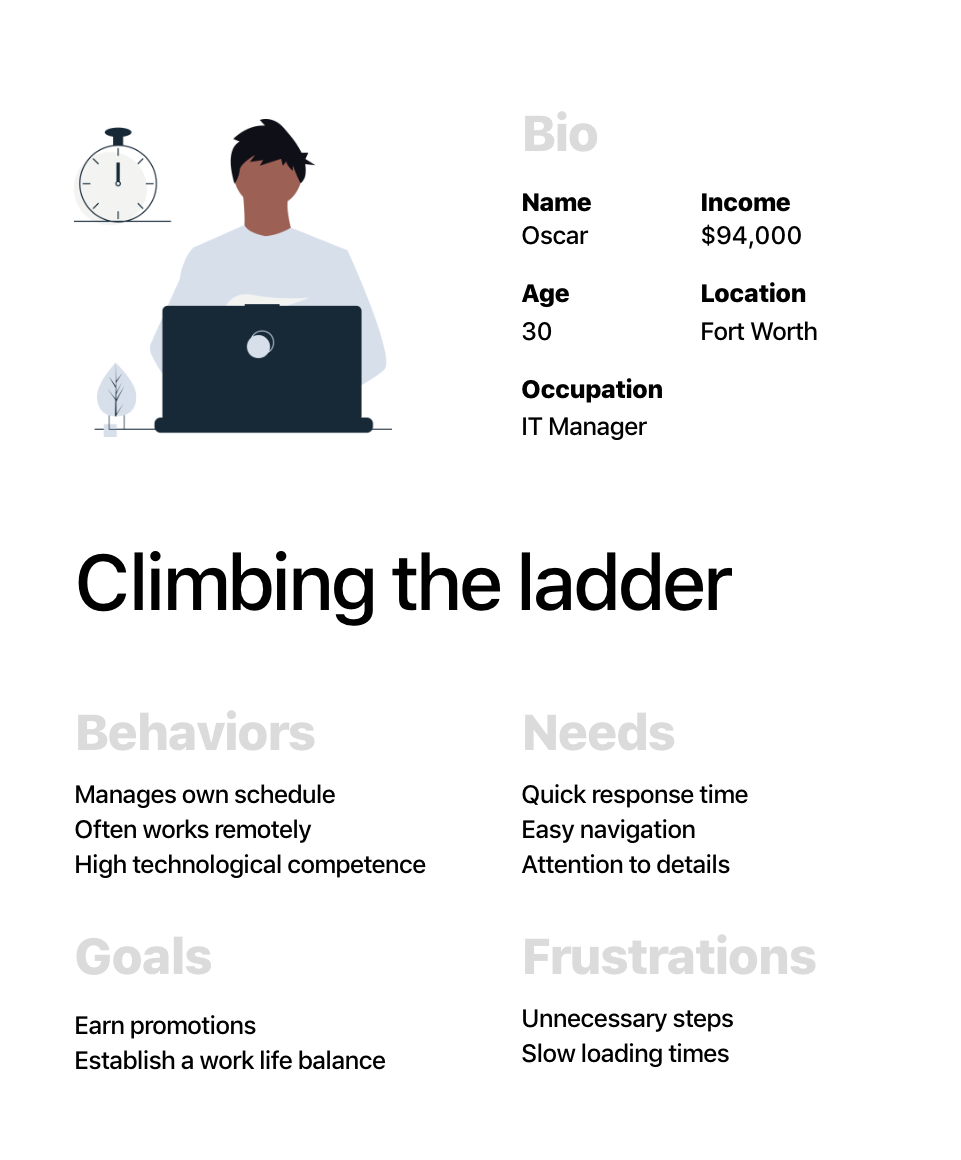 Bio
Name
Oscar
Income
$94,000
Age
30
Location
Fort Worth
Occupation
IT Manager
Climbing the ladder
Behaviors
Manages own schedule
Often works remotely
High technological competence
Needs
Quick response time
Easy navigation
Attention to details
Goals
Earn promotions
Establish a work life balance
Frustrations
Unnecessary steps
Slow loading times